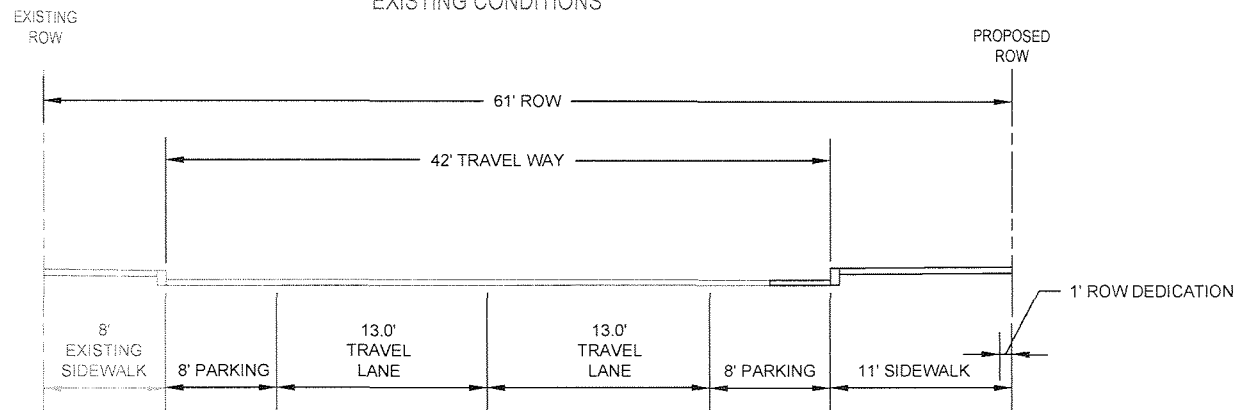 EXISTING CONDITIONS
EXISTING
ROW
PROPOSED
ROW
61' ROW
42' TRAVEL WAY
1' ROW DEDICATION
8'
EXISTING
SIDEWALK
8' PARKING
13.0'
TRAVEL
LANE
13.0'
TRAVEL
LANE
8' PARKING
11' SIDEWALK